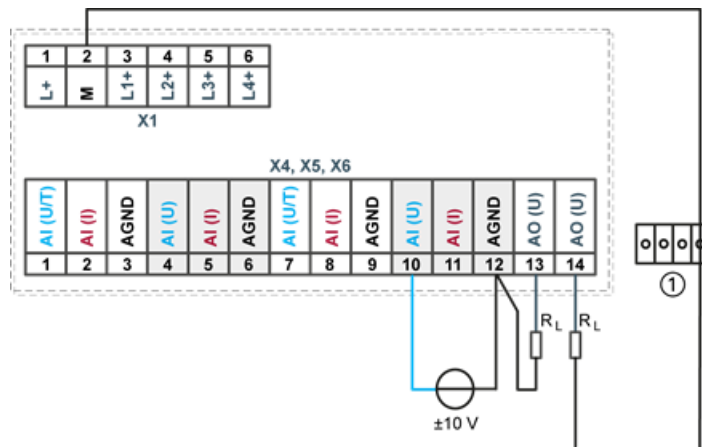 1 2 3 4 5 6
L+ M L1+ L2+ L3+ L4+
X1
X4, X5, X6
AI (U/T) AI (I) AGND AI (U) AI (I) AGND AI (U/T) AI (I) AGND AI (U) AI (I) AGND AO (U) AO (U)
1 2 3 4 5 6 7 8 9 10 11 12 13 14
①
RL RL
±10 V